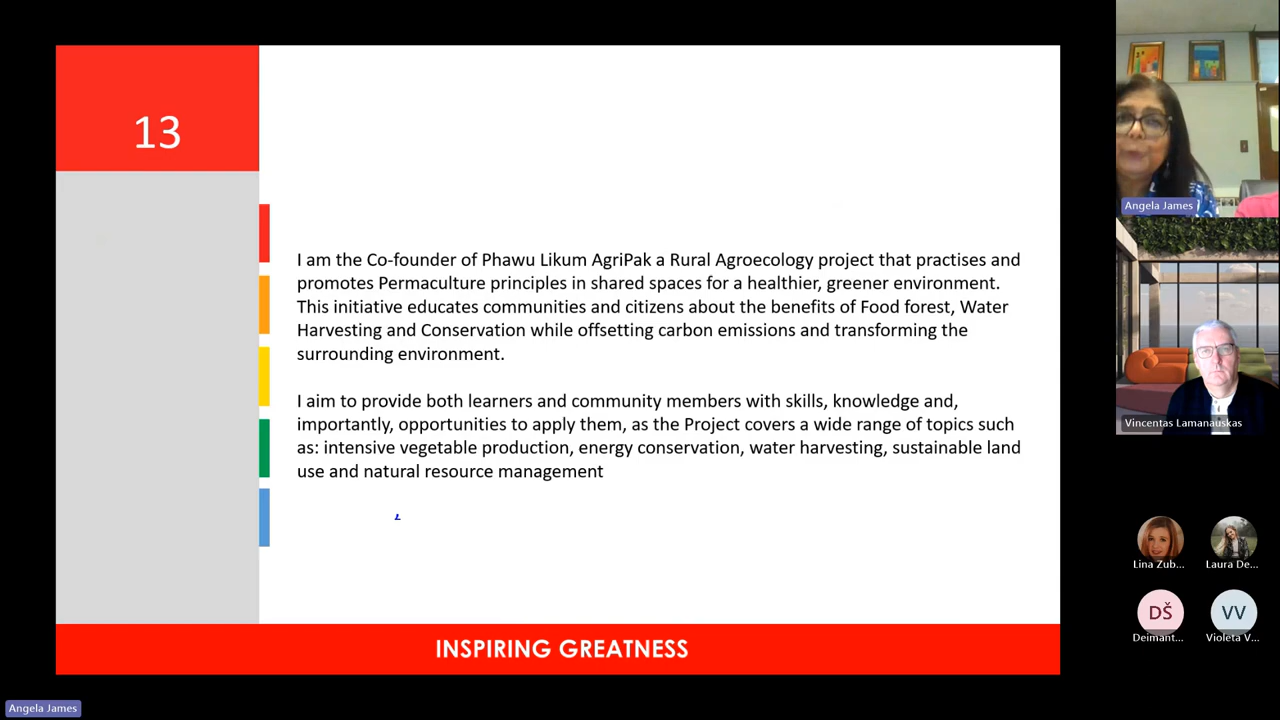 13
I am the Co-founder of Phawu Likum AgriPak a Rural Agroecology project that practises and
promotes Permaculture principles in shared spaces for a healthier, greener environment.
This initiative educates communities and citizens about the benefits of Food forest, Water
Harvesting and Conservation while offsetting carbon emissions and transforming the
surrounding environment.
I aim to provide both learners and community members with skills, knowledge and,
importantly, opportunities to apply them, as the Project covers a wide range of topics such
as: intensive vegetable production, energy conservation, water harvesting, sustainable land
use and natural resource management
INSPIRING GREATNESS
Angela James
Vincentas Lamanauskas
Lina Zub...
Laura De...
DŠ
Deimant...
VV
Violeta V...
Angela James